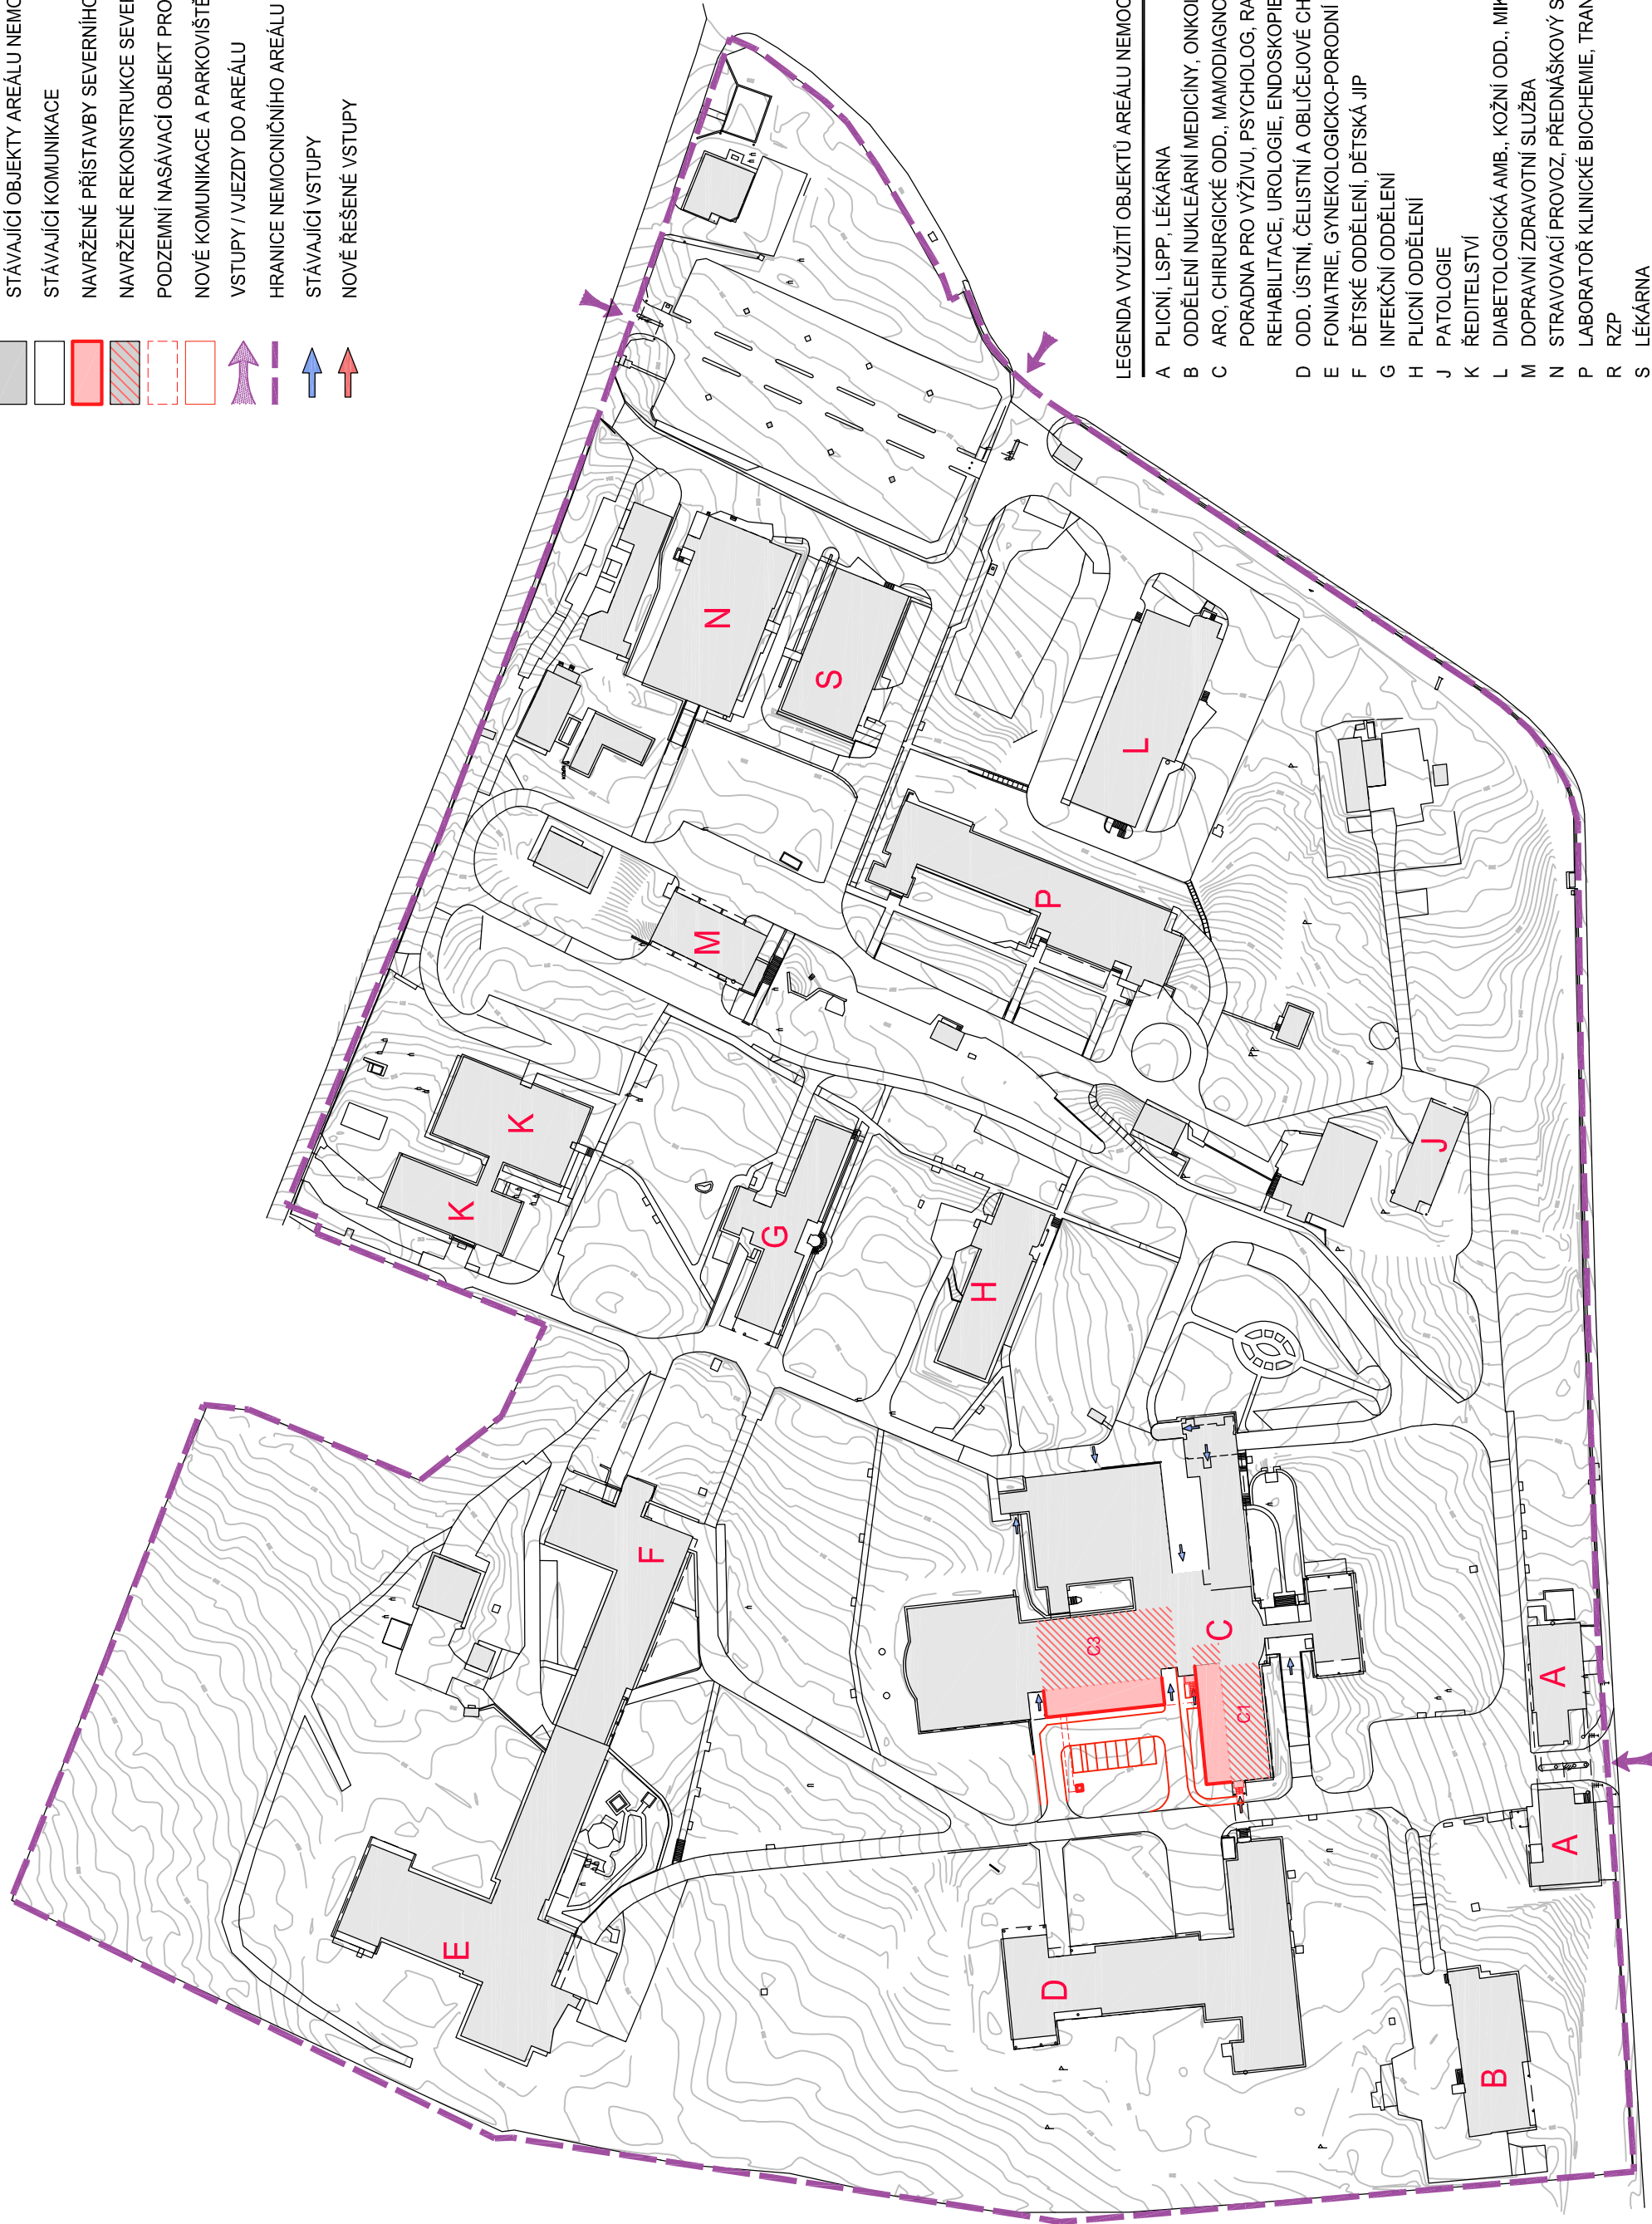 STÁVAJÍCÍ OBJEKTY AREÁLU NEMO
STÁVAJÍCÍ KOMUNIKACE
NAVRŽENÉ PŘÍSTAVBY SEVERNÍHO
NAVRŽENÉ REKONSTRUKCE SEVE
PODZEMNÍ NASÁVACÍ OBJEKT PRO
NOVÉ KOMUNIKACE A PARKOVIŠTĚ
VSTUPY / VJEZDY DO AREÁLU
HRANICE NEMOCNIČNÍHO AREÁLU
STÁVAJÍCÍ VSTUPY
NOVĚ ŘEŠENÉ VSTUPY
LEGENDA VYUŽITÍ OBJEKTŮ AREÁLU NEMOC
A PLICNÍ, LSPP, LÉKÁRNA
B ODDĚLENÍ NUKLEÁRNÍ MEDICÍNY, ONKOL
C ARO, CHIRURGICKÉ ODD., MAMODIAGNO
PORADNA PRO VÝŽIVU, PSYCHOLOG, RA
REHABILITACE, UROLOGIE, ENDOSKOPIE
D ODD. ÚSTNÍ, ČELISTNÍ A OBLIČEJOVÉ CH
E FONIATRIE, GYNEKOLOGICKO-PORODNÍ
F DĚTSKÉ ODDĚLENÍ, DĚTSKÁ JIP
G INFEKČNÍ ODDĚLENÍ
H PLICNÍ ODDĚLENÍ
J PATOLOGIE
K ŘEDITELSTVÍ
L DIABETOLOGICKÁ AMB., KOŽNÍ ODD., MIK
M DOPRAVNÍ ZDRAVOTNÍ SLUŽBA
N STRAVOVACÍ PROVOZ, PŘEDNÁŠKOVÝ S
P LABORATOŘ KLINICKÉ BIOCHEMIE, TRAN
R RZP
S LÉKÁRNA
N
S
L
P
M
K
K
G
H
J
F
E
C3
C
C1
D
A
A
B